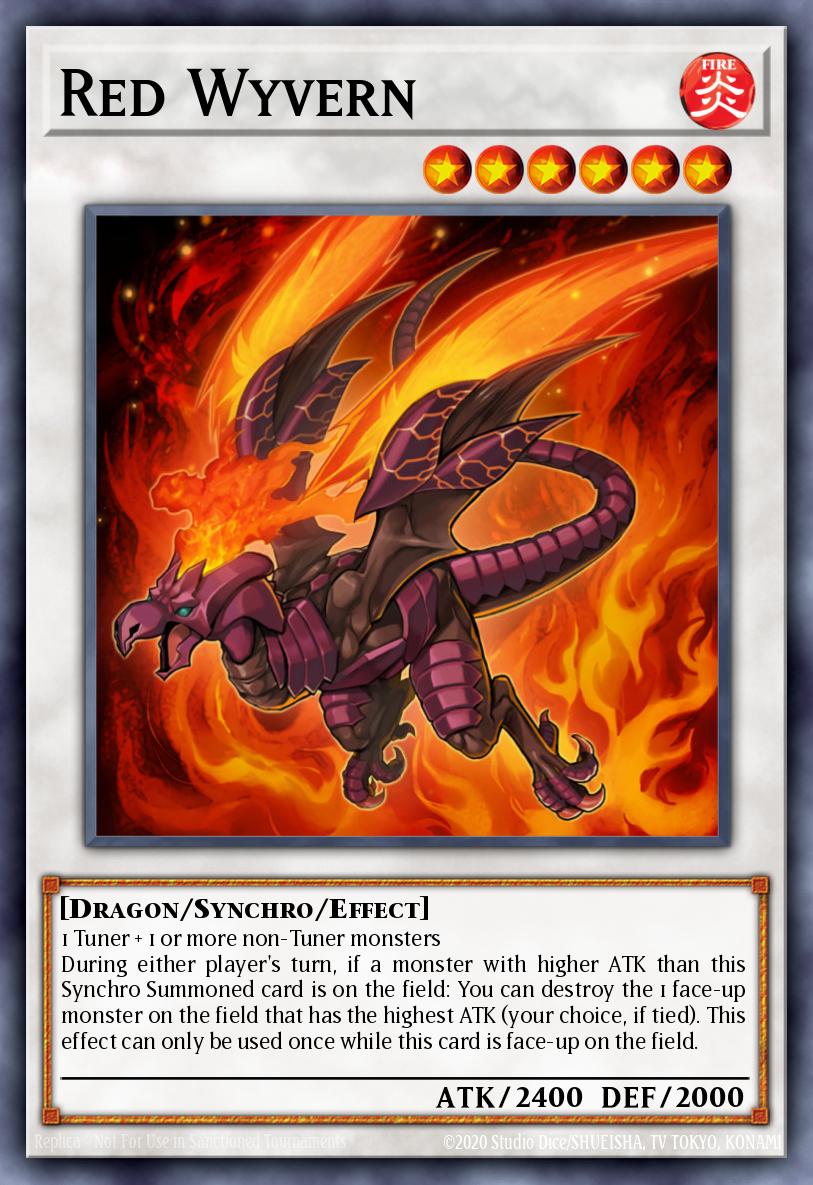 Red Wyvern
FIRE
炎
[Dragon/Synchro/Effect]
1 Tuner + 1 or more non-Tuner monsters
During either player's turn, if a monster with higher ATK than this
Synchro Summoned card is on the field: You can destroy the 1 face-up
monster on the field that has the highest ATK (your choice, if tied). This
effect can only be used once while this card is face-up on the field.
ATK/2400 DEF/2000
Replica - Not For Use in Sanctioned Tournaments
©2020 Studio Dice/SHUEISHA, TV TOKYO, KONAMI